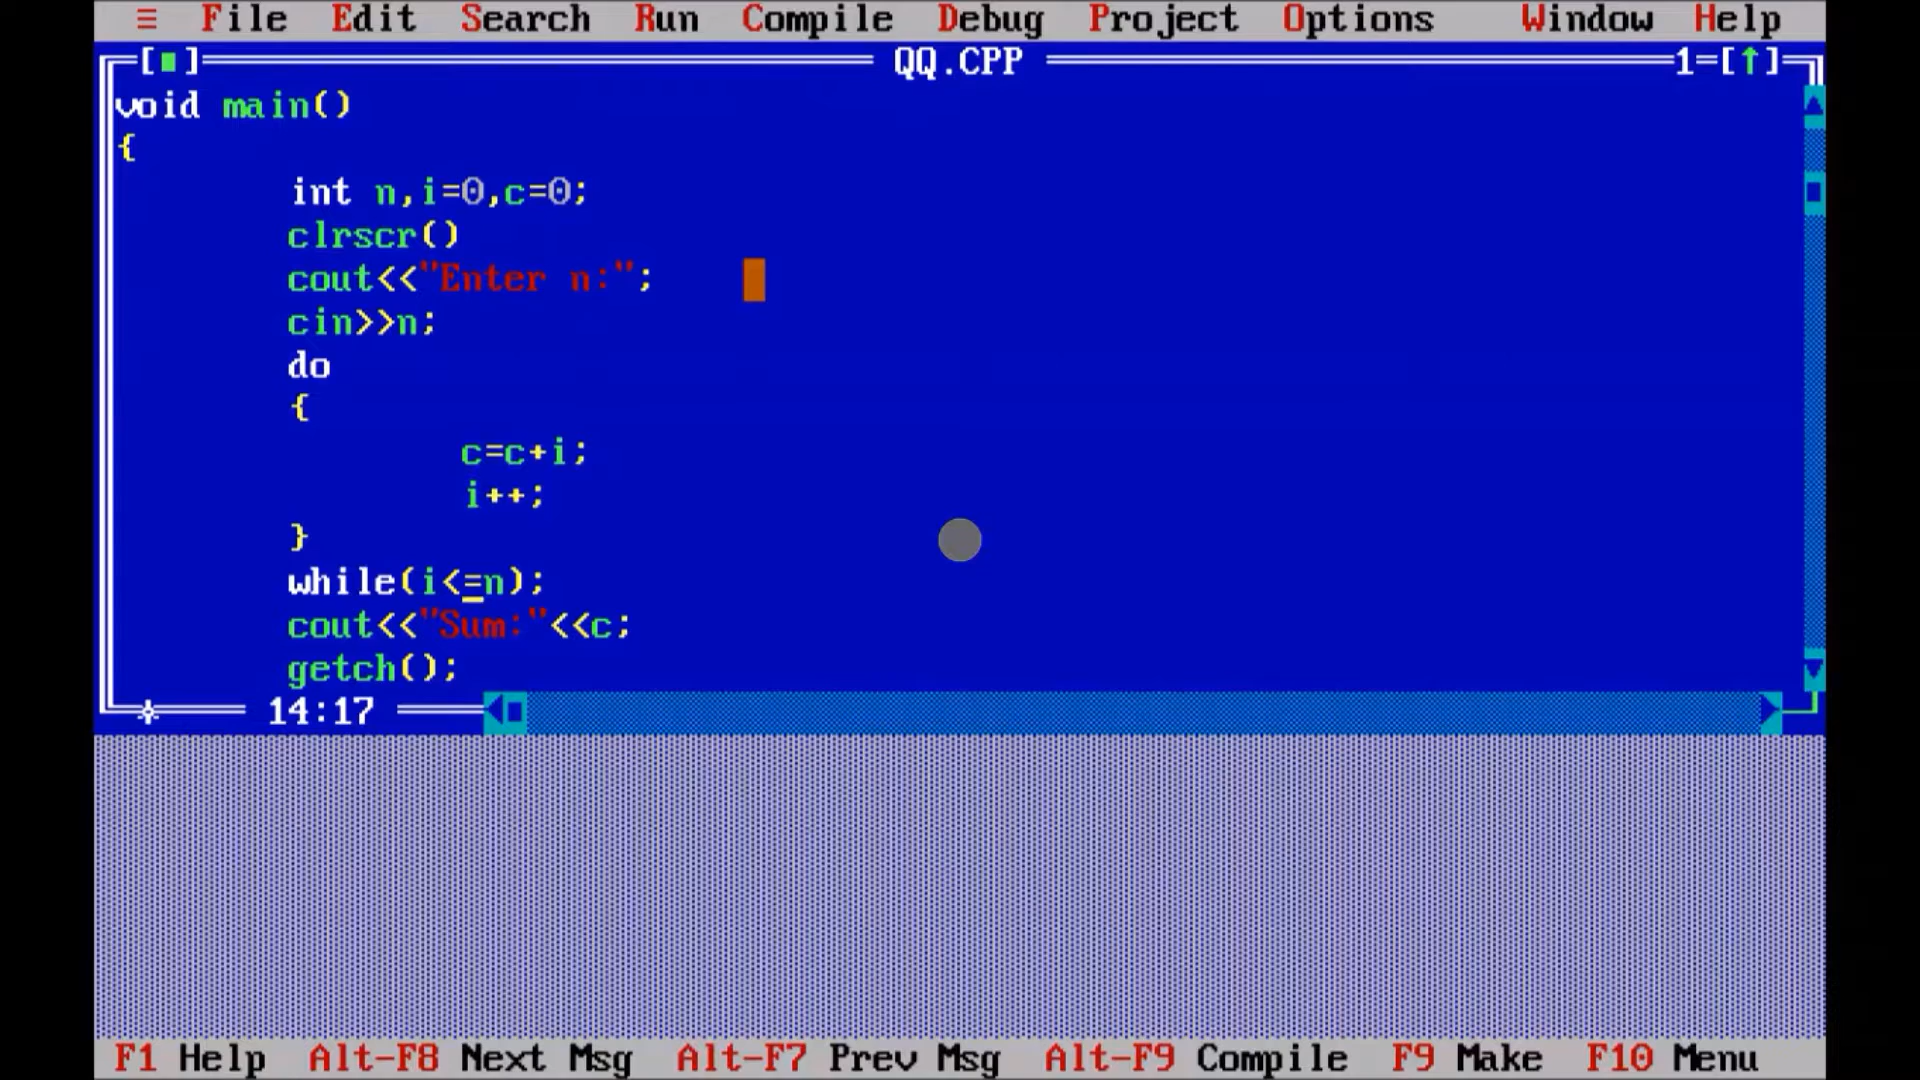 ≡ File Edit Search Run Compile Debug Project Options Window Help
[■] QQ.CPP 1=[↑]
void main()
{
int n,i=0,c=0;
clrscr()
cout<<"Enter n:";
cin>>n;
do
{
c=c+i;
i++;
}
while(i<=n);
cout<<"Sum:"<<c;
getch();
14:17
F1 Help Alt-F8 Next Msg Alt-F7 Prev Msg Alt-F9 Compile F9 Make F10 Menu